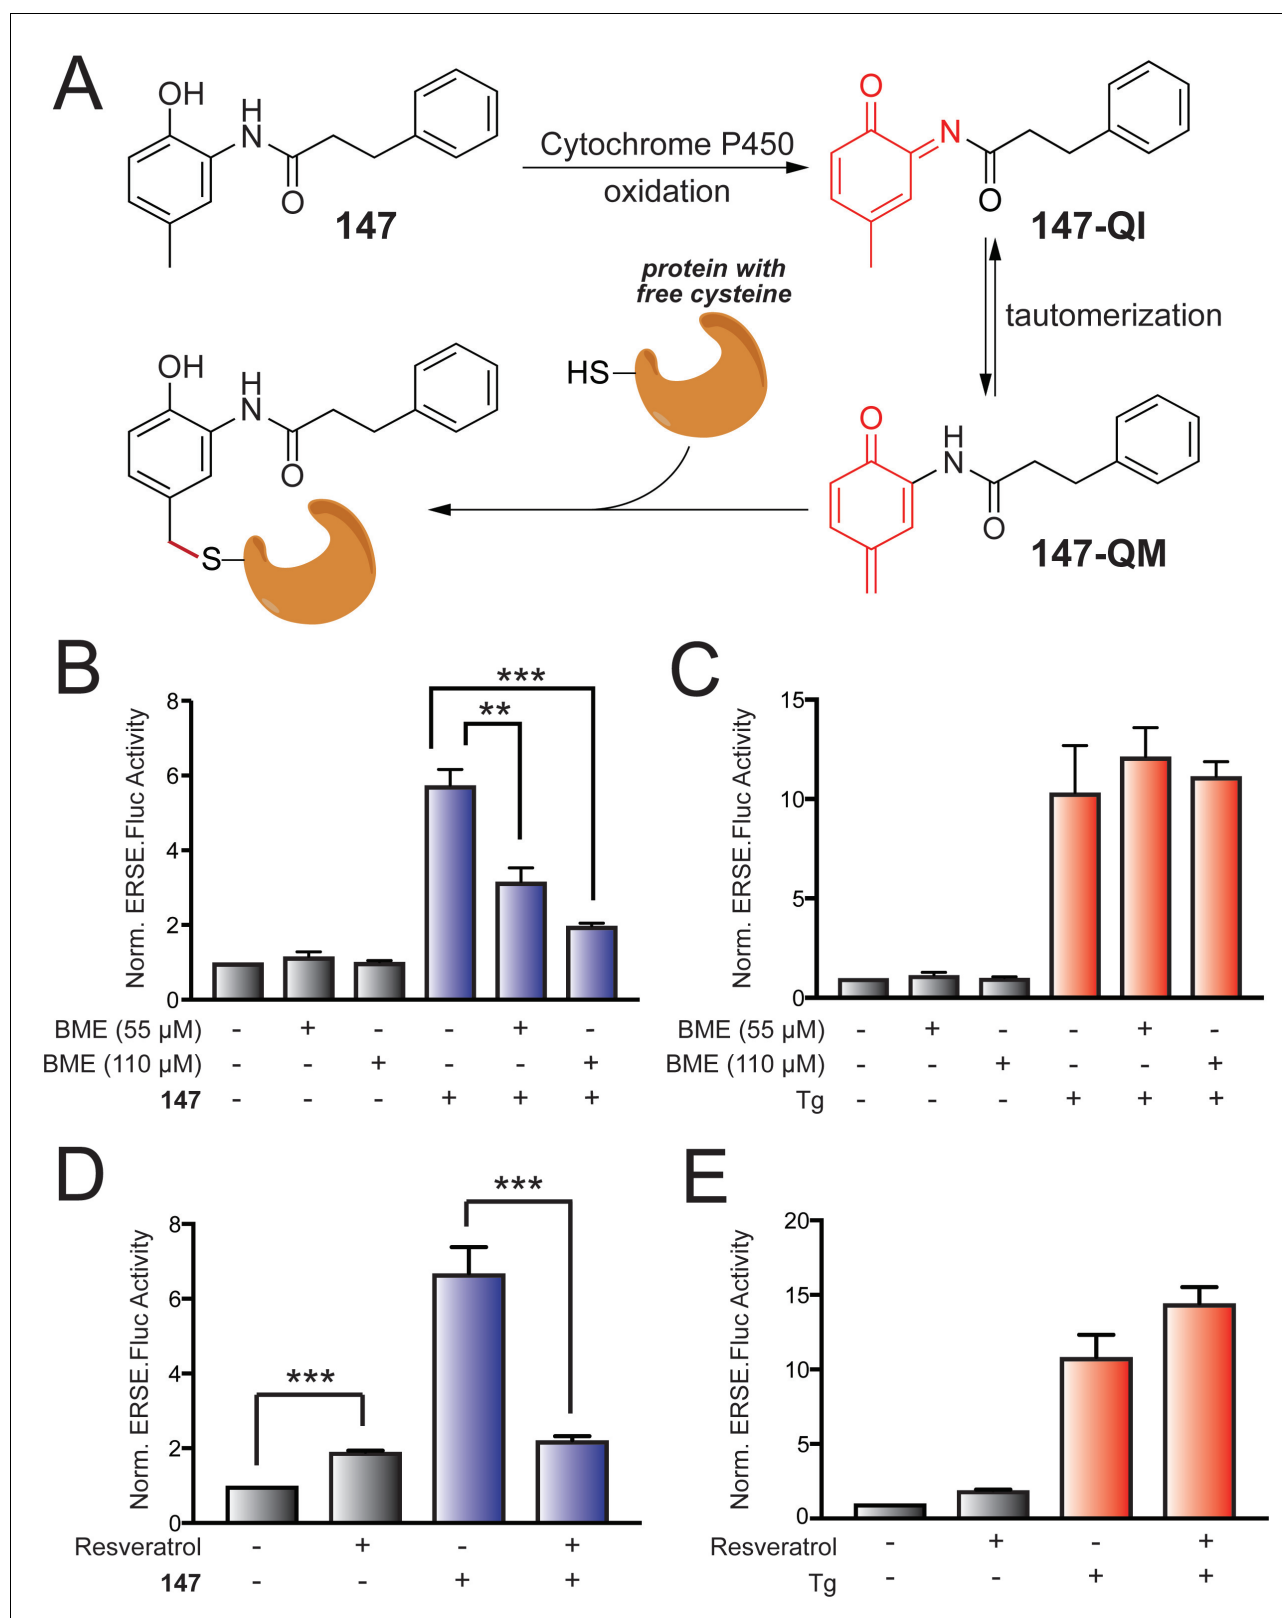 A
OH
H
N
O
147
Cytochrome P450
oxidation
O
N
O
147-QI
tautomerization
protein with
free cysteine
HS
O
H
N
O
147-QM
OH
H
N
O
S
B
Norm. ERSE.Fluc Activity
8
6
4
2
0
***
**
BME (55 µM) - + - - + -
BME (110 µM) - - + - - +
147 - - - + + +
C
Norm. ERSE.Fluc Activity
15
10
5
0
BME (55 µM) - + - - + -
BME (110 µM) - - + - - +
Tg - - - + + +
D
Norm. ERSE.Fluc Activity
8
6
4
2
0
***
***
Resveratrol - + - +
147 - - + +
E
Norm. ERSE.Fluc Activity
20
15
10
5
0
Resveratrol - + - +
Tg - - + +